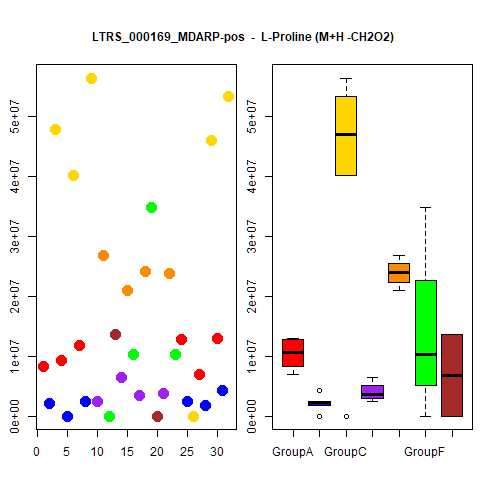 LTRS_000169_MDARP-pos - L-Proline (M+H -CH2O2)
5e+07
4e+07
3e+07
2e+07
1e+07
0e+00
0 5 10 15 20 25 30
5e+07
4e+07
3e+07
2e+07
1e+07
0e+00
GroupA GroupC GroupF